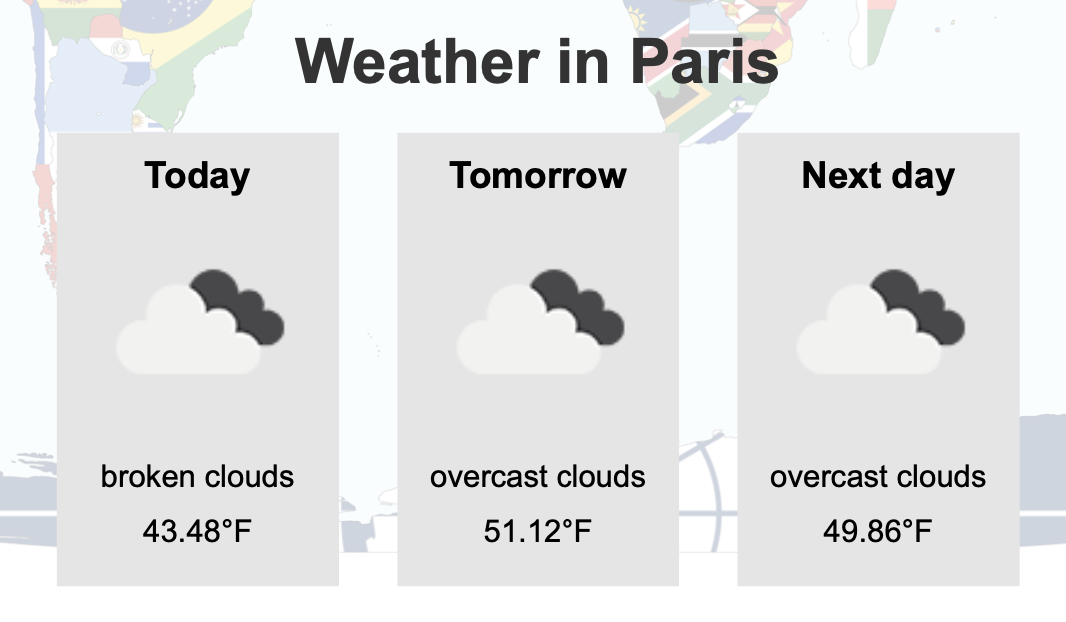 Weather in Paris
Today
broken clouds
43.48°F
Tomorrow
overcast clouds
51.12°F
Next day
overcast clouds
49.86°F